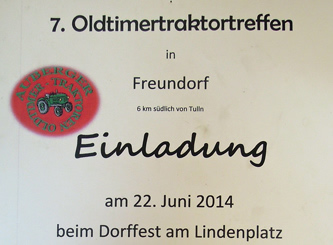 7. Oldtimertraktortreffen
in
Freundorf
6 km südlich von Tulln
Einladung
am 22. Juni 2014
beim Dorffest am Lindenplatz